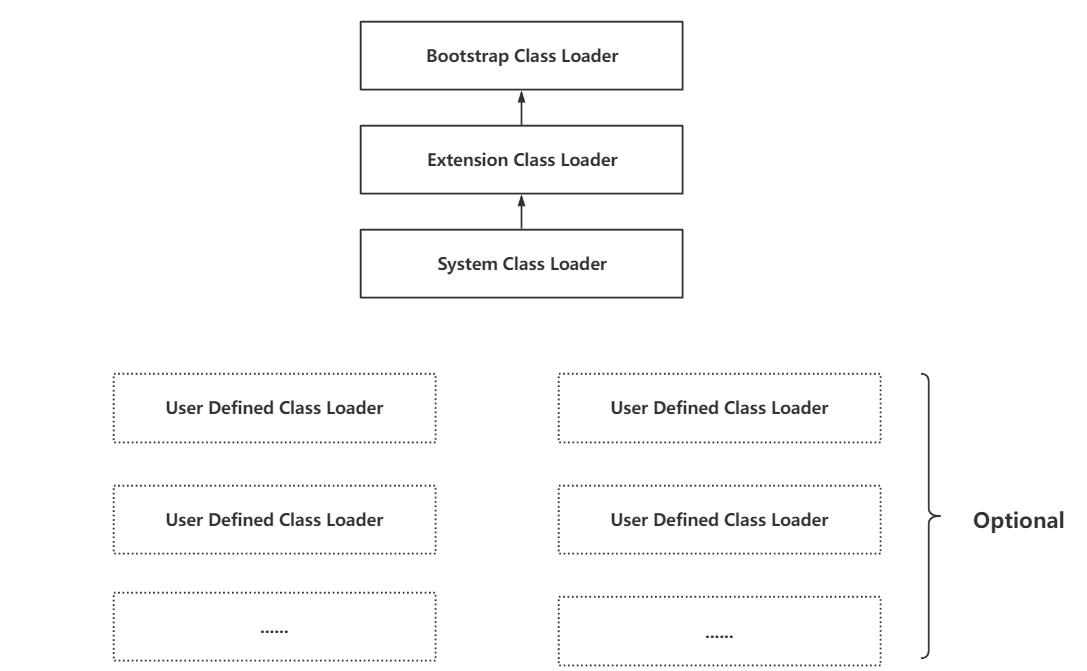 Bootstrap Class Loader
Extension Class Loader
System Class Loader
User Defined Class Loader
User Defined Class Loader
User Defined Class Loader
User Defined Class Loader
Optional
......
......